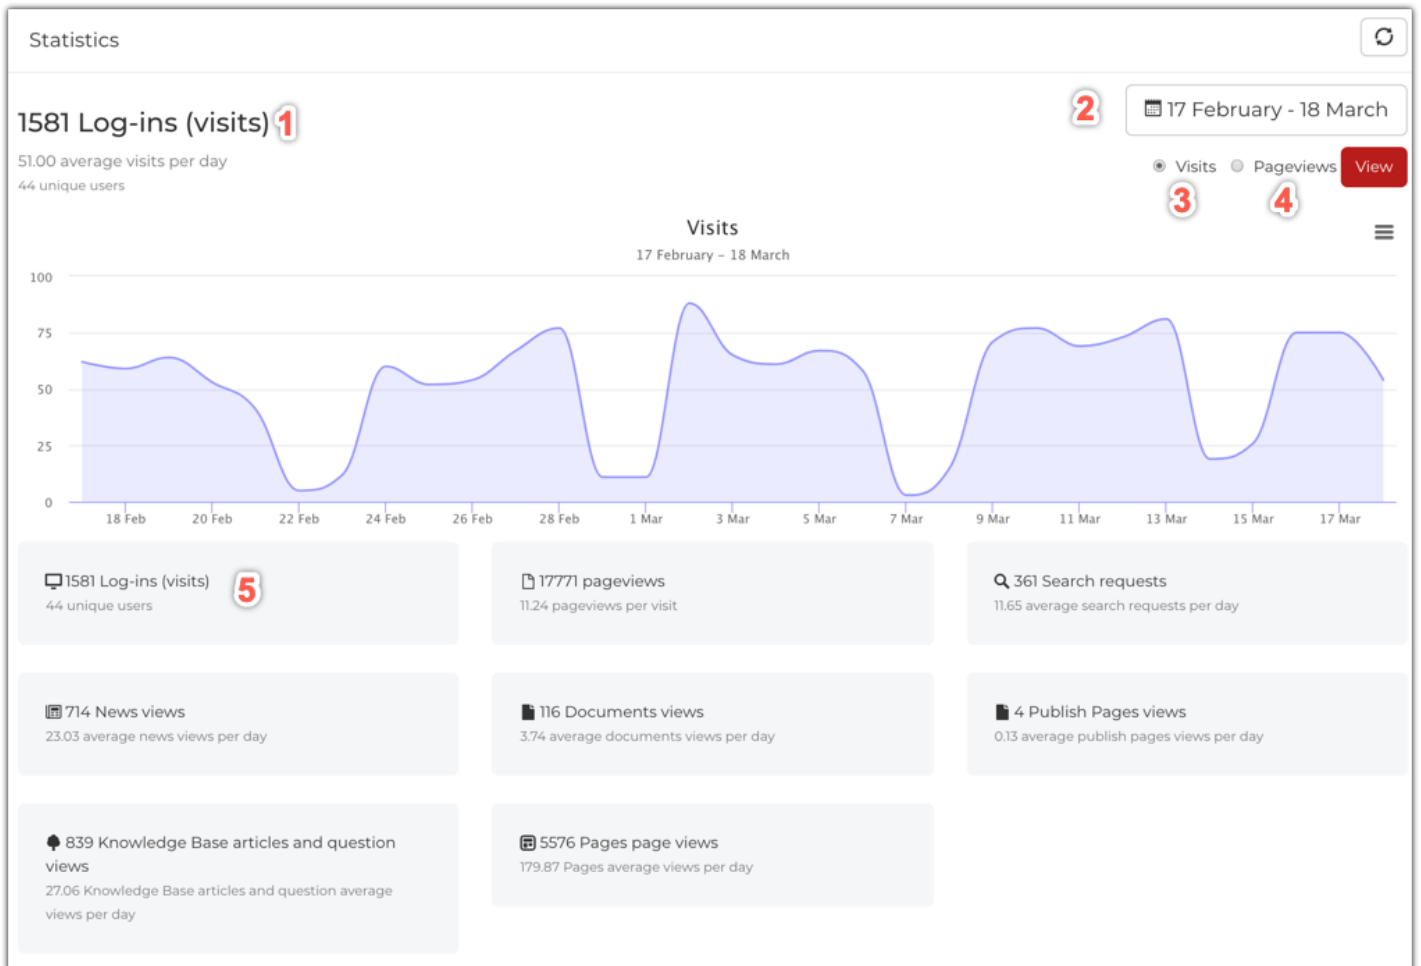 Statistics
1581 Log-ins (visits) 1
2 17 February - 18 March
51.00 average visits per day
44 unique users
Visits Pageviews View
3 4
Visits
17 February – 18 March
100
75
50
25
0
18 Feb 20 Feb 22 Feb 24 Feb 26 Feb 28 Feb 1 Mar 3 Mar 5 Mar 7 Mar 9 Mar 11 Mar 13 Mar 15 Mar 17 Mar
1581 Log-ins (visits) 5
44 unique users
17771 pageviews
11.24 pageviews per visit
361 Search requests
11.65 average search requests per day
714 News views
23.03 average news views per day
116 Documents views
3.74 average documents views per day
4 Publish Pages views
0.13 average publish pages views per day
839 Knowledge Base articles and question
views
27.06 Knowledge Base articles and question average
views per day
5576 Pages page views
179.87 Pages average views per day